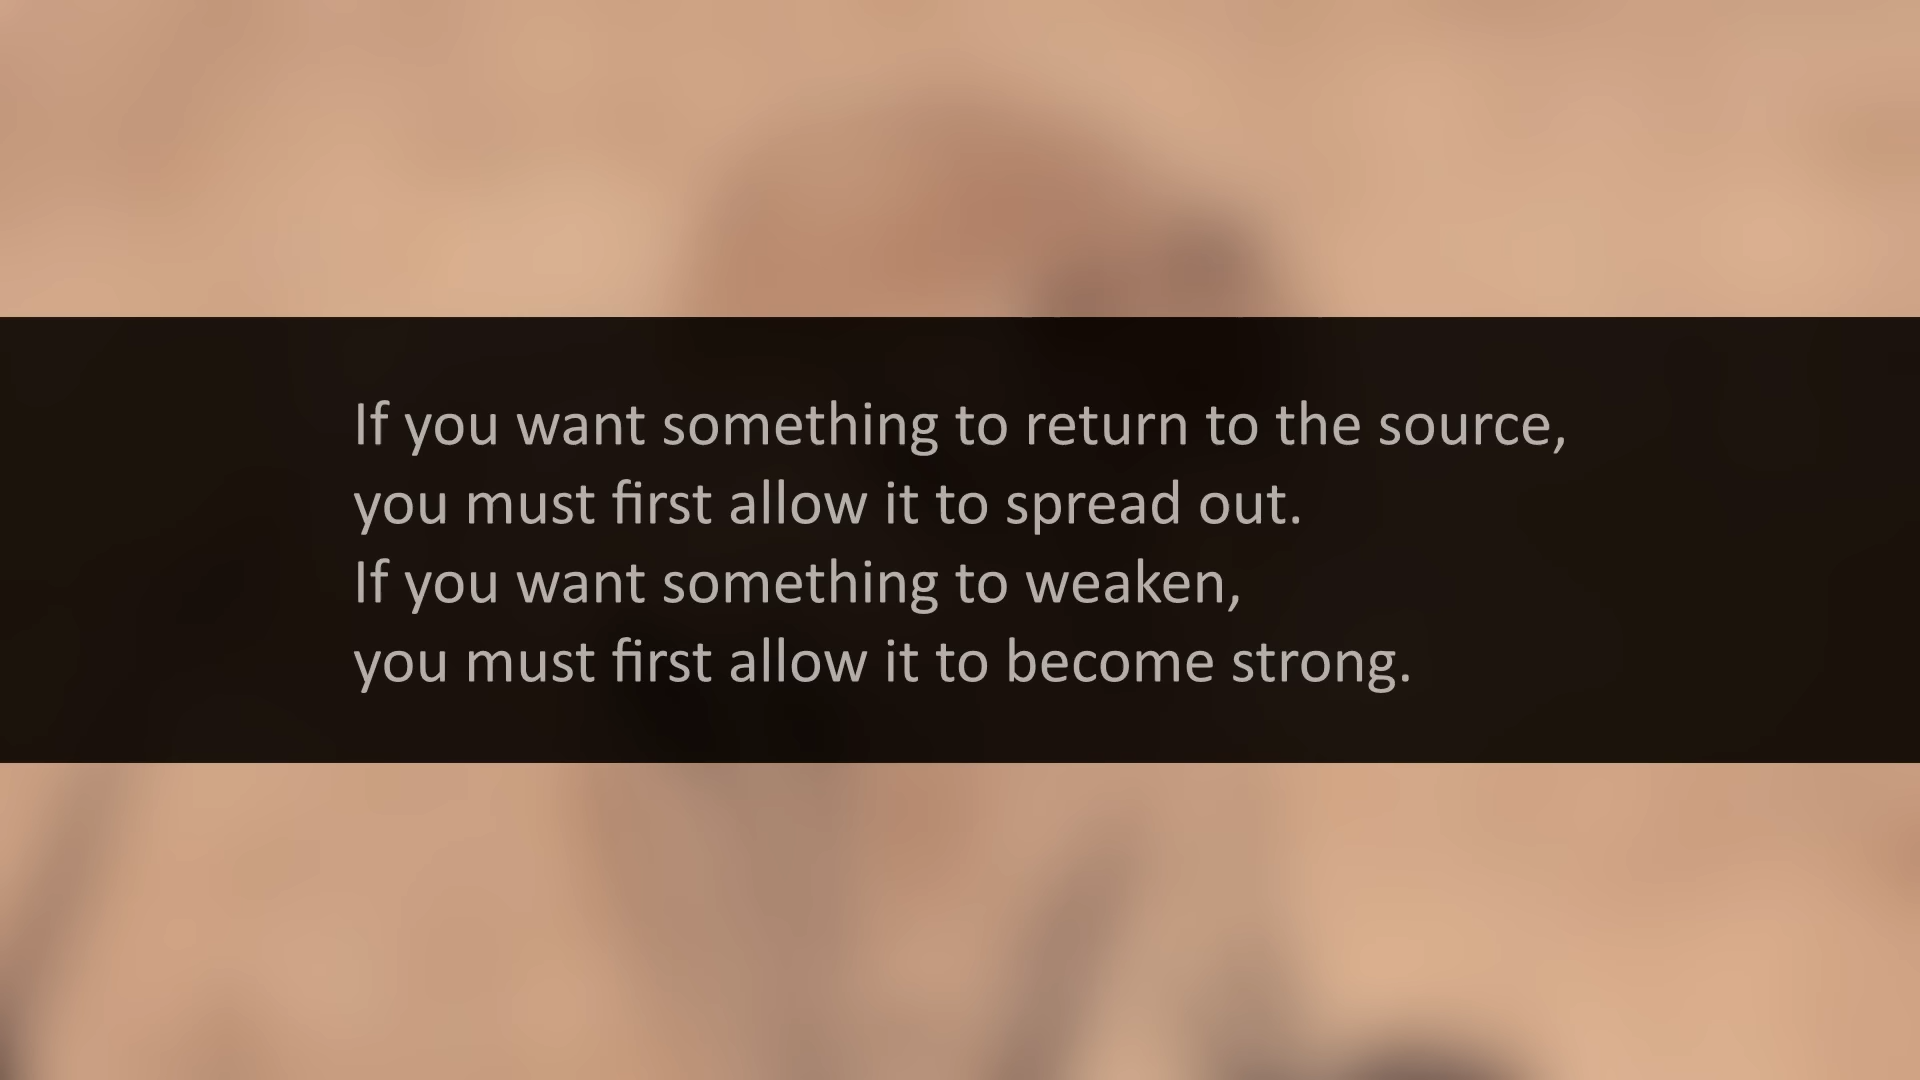 If you want something to return to the source,
you must first allow it to spread out.
If you want something to weaken,
you must first allow it to become strong.